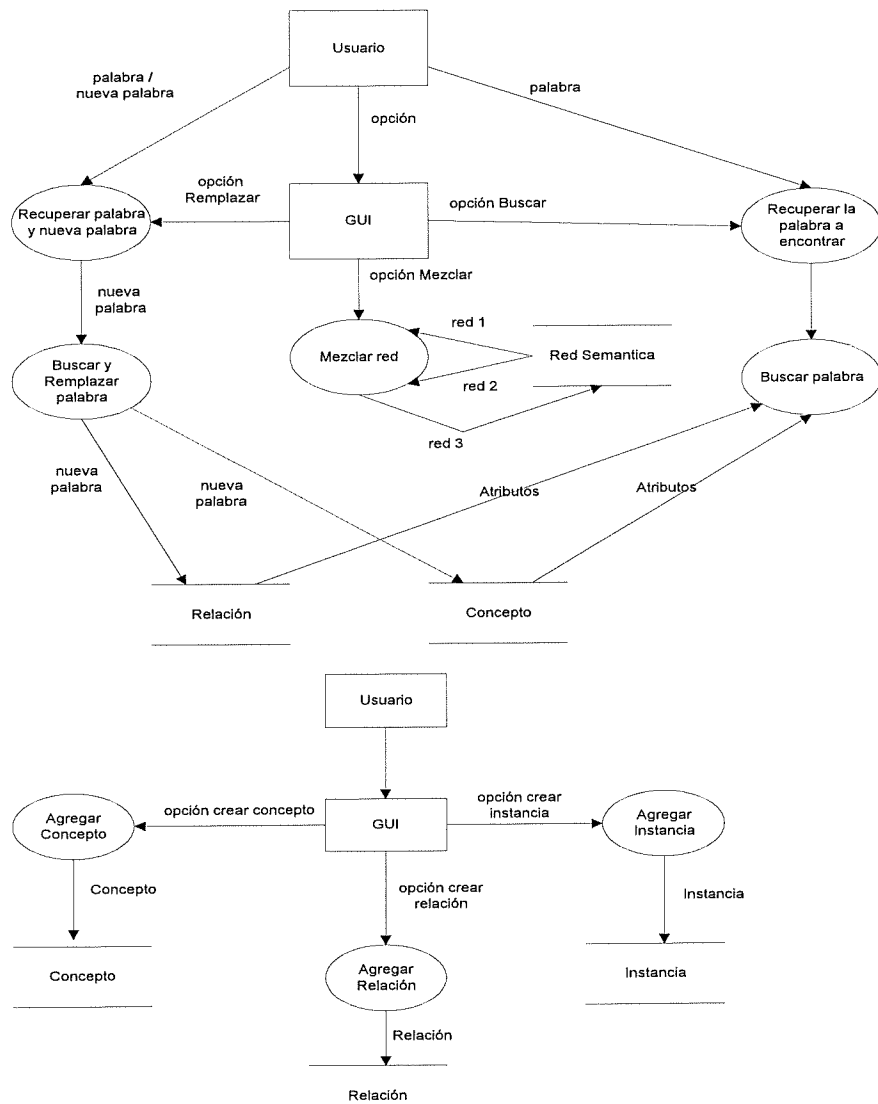 Usuario
palabra /
nueva palabra
palabra
opción
opción
Remplazar
opción Buscar
Recuperar palabra
y nueva palabra
GUI
Recuperar la
palabra a
encontrar
opción Mezclar
nueva
palabra
red 1
Mezclar red
Red Semantica
Buscar y
Remplazar
palabra
Buscar palabra
red 2
red 3
nueva
palabra
nueva
palabra
Atributos
Atributos
Relación
Concepto
Usuario
opción crear concepto
opción crear
instancia
Agregar
Concepto
GUI
Agregar
Instancia
Concepto
opción crear
relación
Instancia
Concepto
Agregar
Relación
Instancia
Relación
Relación